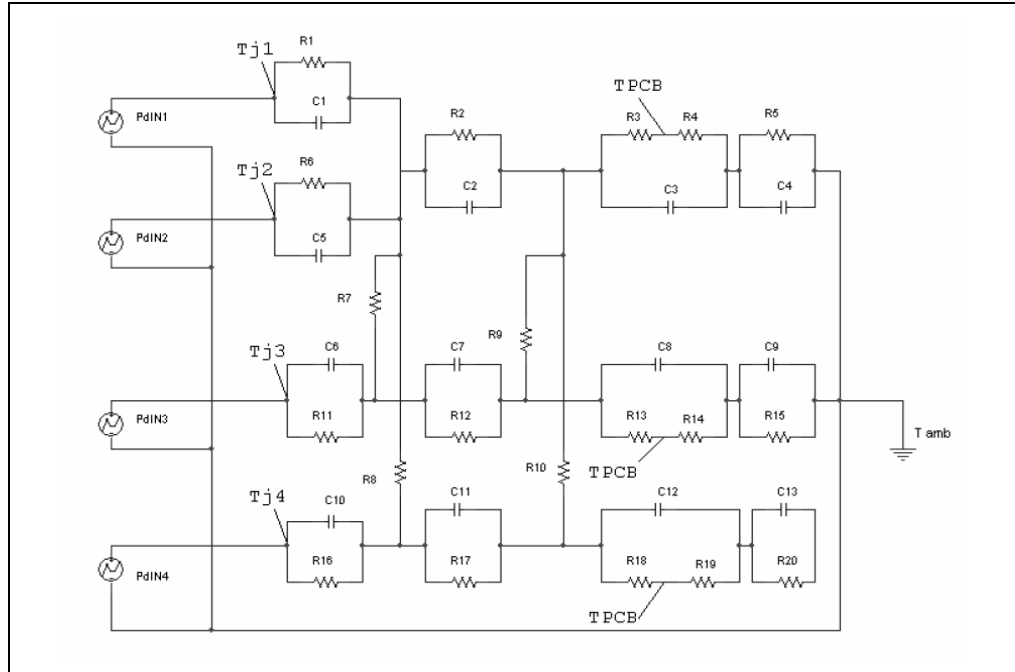 Tj1
R1
C1
PdIN1
R2
C2
TPCB
R3
R4
R5
C3
C4
Tj2
R6
C5
PdIN2
R7
R9
Tj3
C6
C7
C8
C9
PdIN3
R11
R12
R13
R14
R15
T amb
TPCB
R8
R10
Tj4
C10
C11
C12
C13
PdIN4
R16
R17
R18
R19
R20
TPCB